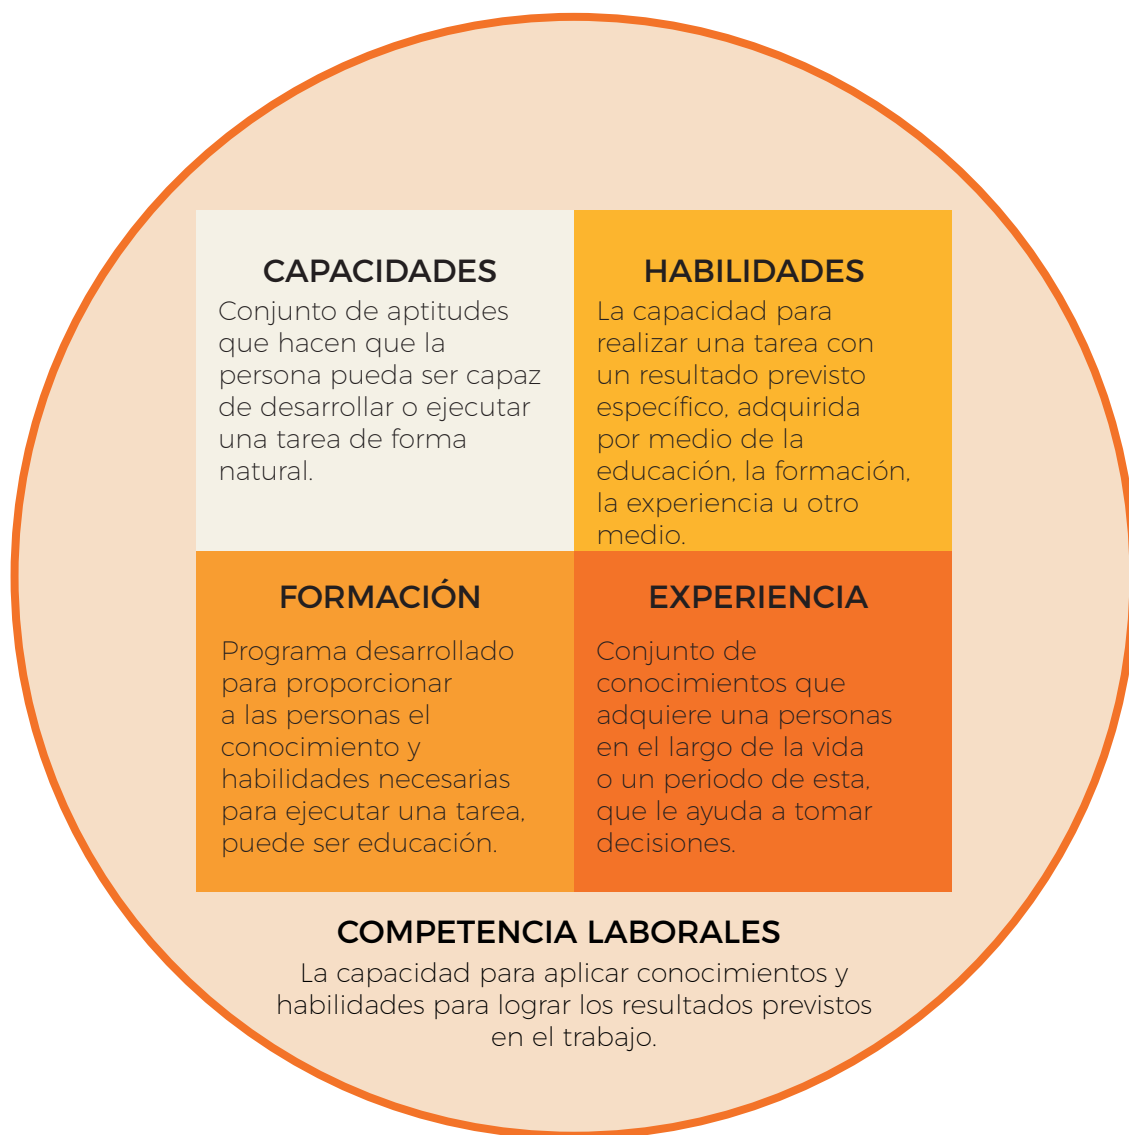 CAPACIDADES
Conjunto de aptitudes
que hacen que la
persona pueda ser capaz
de desarrollar o ejecutar
una tarea de forma
natural.
HABILIDADES
La capacidad para
realizar una tarea con
un resultado previsto
específico, adquirida
por medio de la
educación, la formación,
la experiencia u otro
medio.
FORMACIÓN
Programa desarrollado
para proporcionar
a las personas el
conocimiento y
habilidades necesarias
para ejecutar una tarea,
puede ser educación.
EXPERIENCIA
Conjunto de
conocimientos que
adquiere una personas
en el largo de la vida
o un periodo de esta,
que le ayuda a tomar
decisiones.
COMPETENCIA LABORALES
La capacidad para aplicar conocimientos y
habilidades para lograr los resultados previstos
en el trabajo.